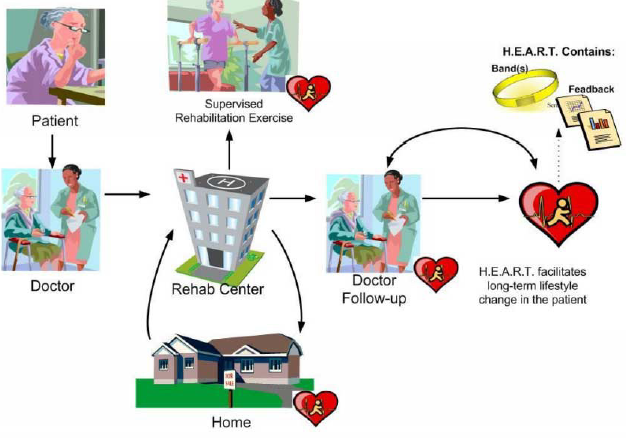 H.E.A.R.T. Contains:
Band(s)
Feadback
Patient
Supervised
Rehabilitation Exercise
H
Doctor
Rehab Center
Doctor
Follow-up
H.E.A.R.T. facilitates
long-term lifestyle
change in the patient
Home